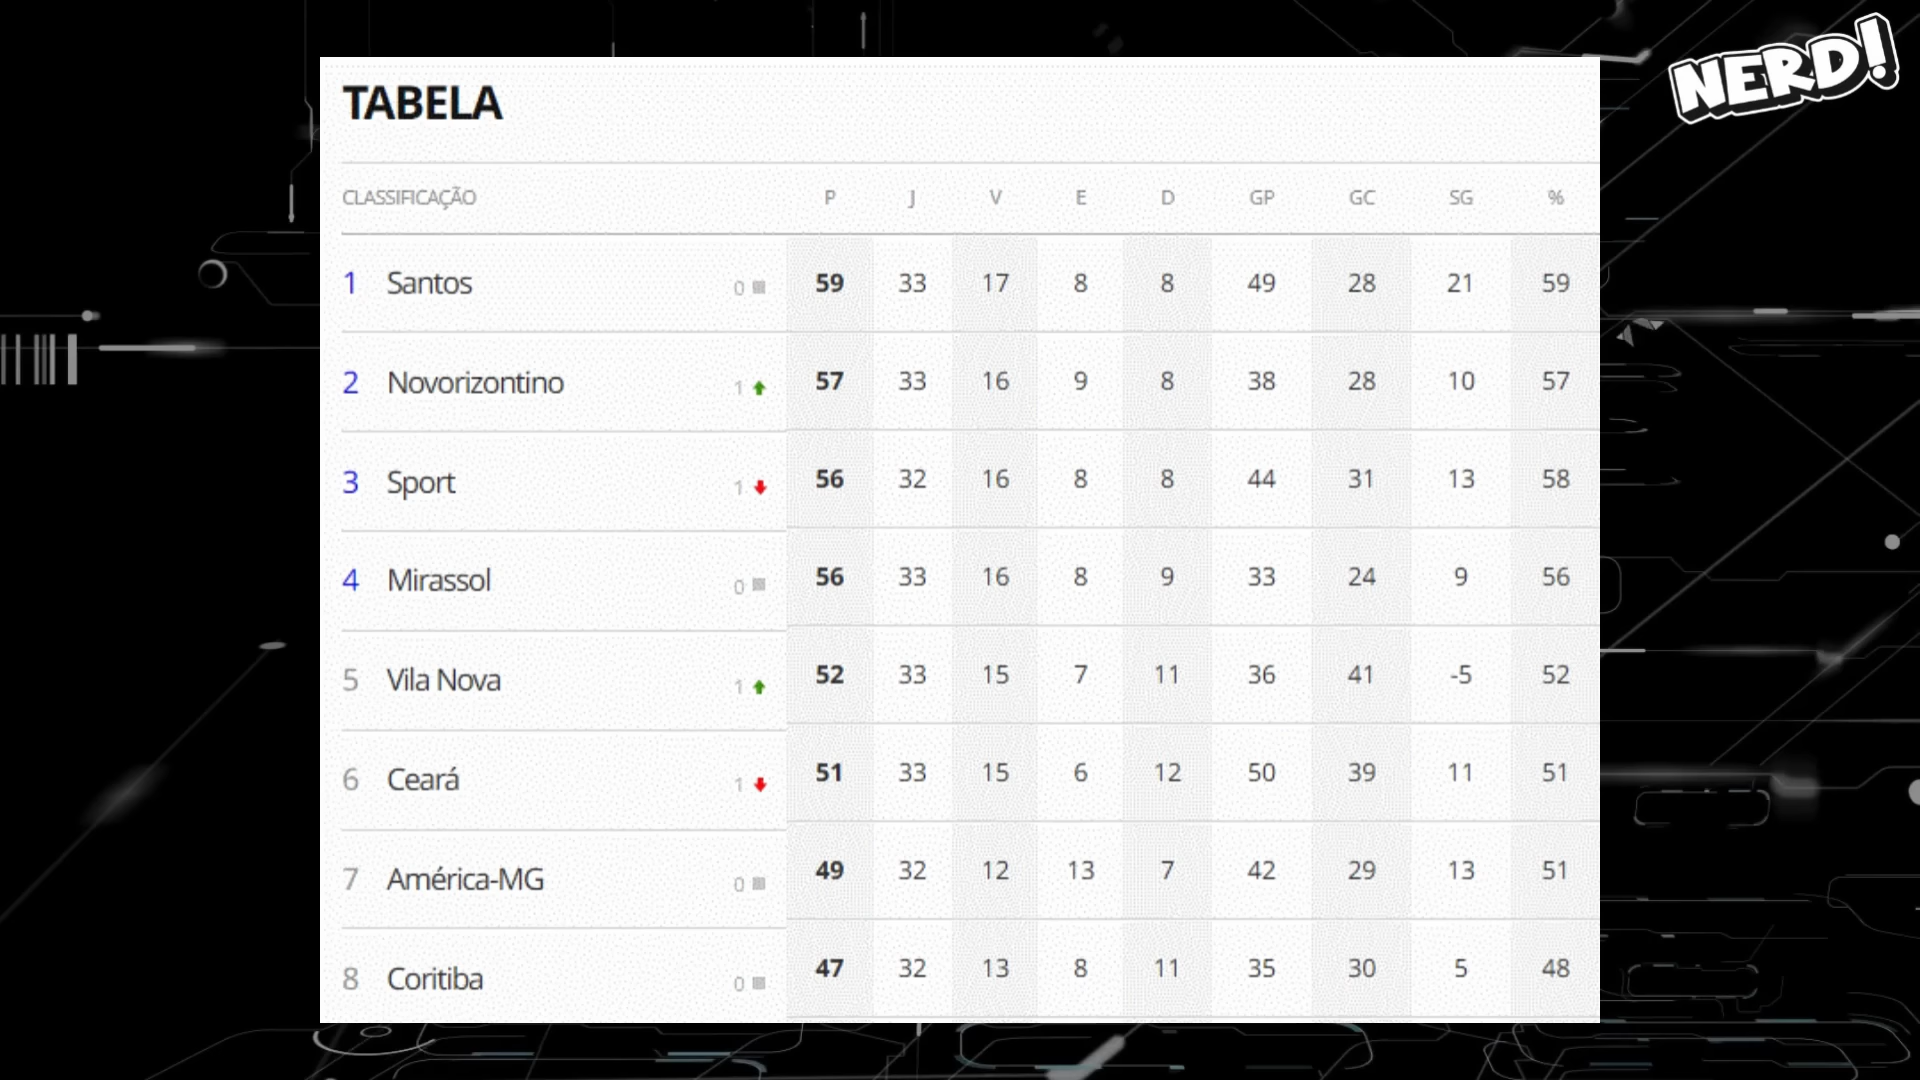 NERD!
TABELA
CLASSIFICAÇÃO P J V E D GP GC SG %
1 Santos 0 59 33 17 8 8 49 28 21 59
2 Novorizontino 1 57 33 16 9 8 38 28 10 57
3 Sport 1 56 32 16 8 8 44 31 13 58
4 Mirassol 0 56 33 16 8 9 33 24 9 56
5 Vila Nova 1 52 33 15 7 11 36 41 -5 52
6 Ceará 1 51 33 15 6 12 50 39 11 51
7 América-MG 0 49 32 12 13 7 42 29 13 51
8 Coritiba 0 47 32 13 8 11 35 30 5 48